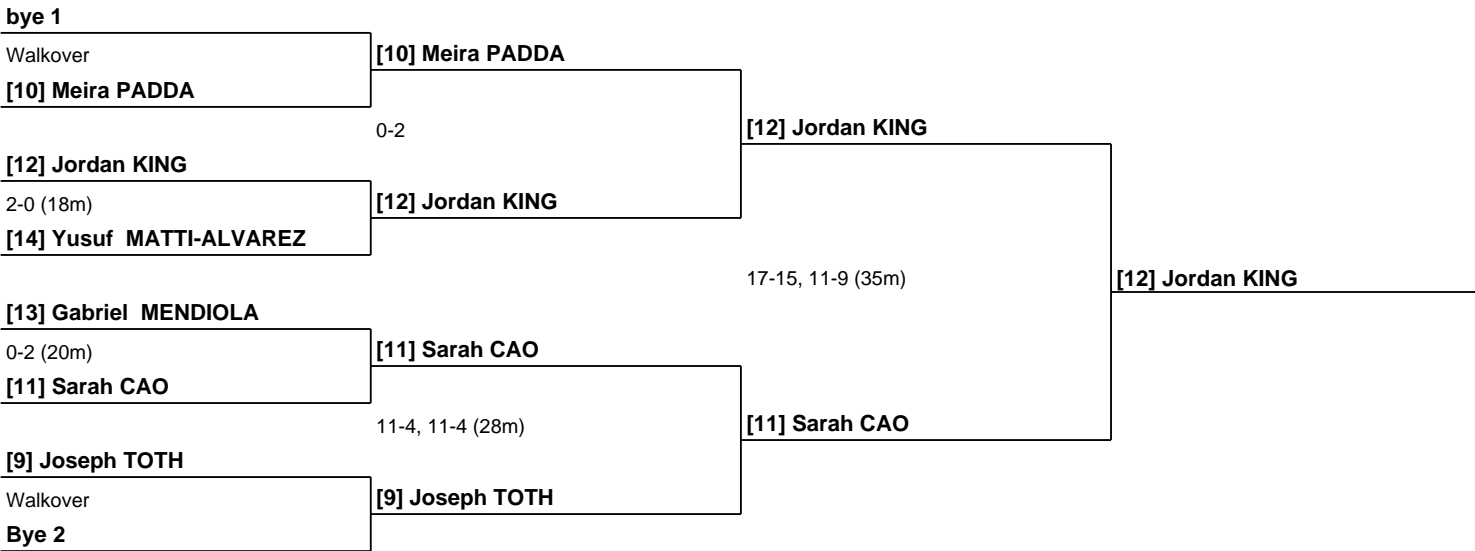 bye 1
Walkover
[10] Meira PADDA
[10] Meira PADDA
0-2
[12] Jordan KING
[12] Jordan KING
2-0 (18m)
[12] Jordan KING
[14] Yusuf  MATTI-ALVAREZ
17-15, 11-9 (35m)
[12] Jordan KING
[13] Gabriel  MENDIOLA
0-2 (20m)
[11] Sarah CAO
[11] Sarah CAO
11-4, 11-4 (28m)
[11] Sarah CAO
[9] Joseph TOTH
Walkover
[9] Joseph TOTH
Bye 2